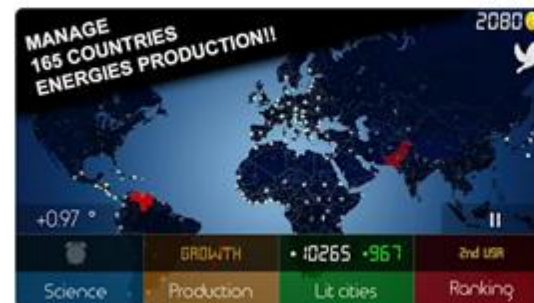 MANAGE
165 COUNTRIES
ENERGIES PRODUCTION!!
2080
+0.97 °
GROWTH
• 10265 +967
2nd USA
Science
Production
Lit cities
Ranking